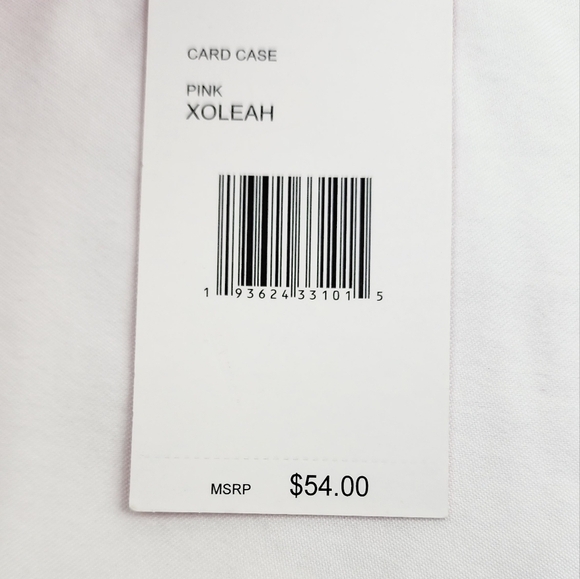 CARD CASE
PINK
XOLEAH
1 93624 33101 5
MSRP $54.00